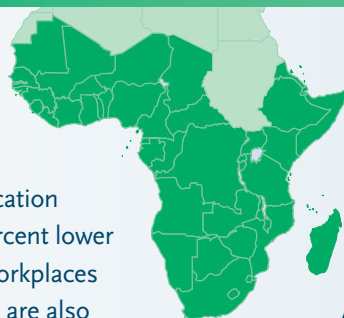 cation
rcent lower
orkplaces
are also